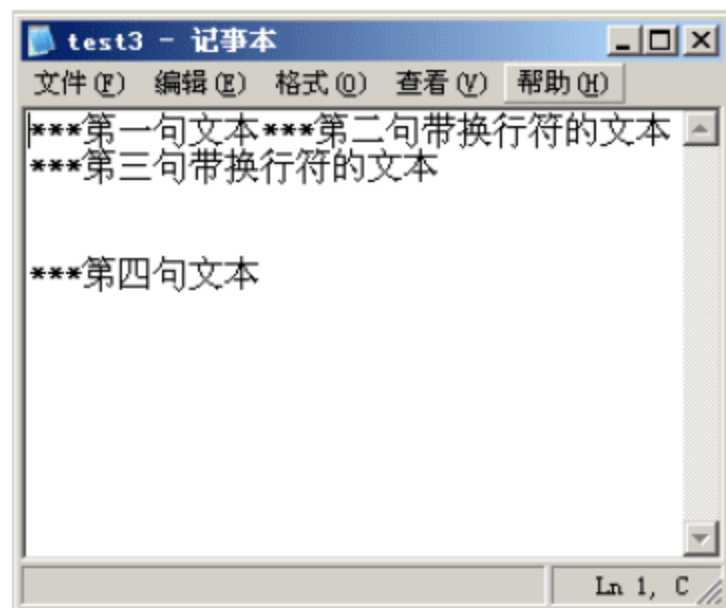 test3 - 记事本
文件(F) 编辑(E) 格式(O) 查看(V) 帮助(H)
***第一句文本***第二句带换行符的文本
***第三句带换行符的文本
***第四句文本
Ln 1, C